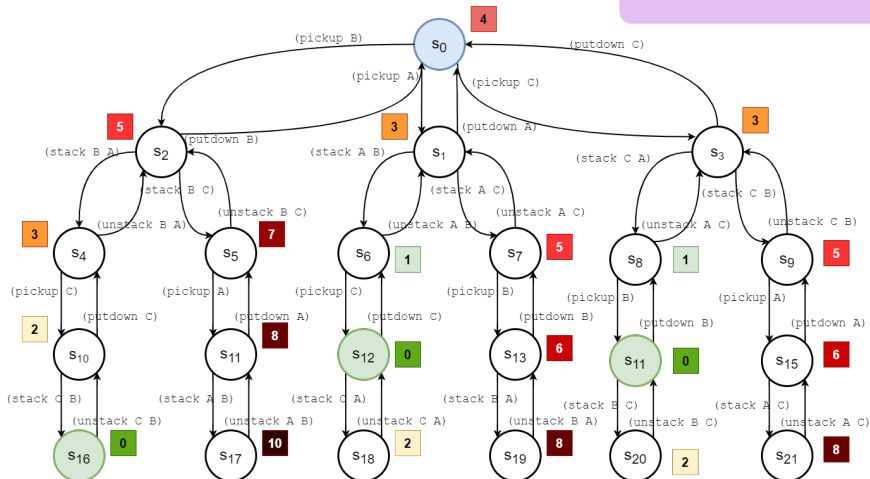 4
(pickup B)
s0
(putdown C)
(pickup A)
(pickup C)
5
3
3
(putdown A)
(putdown B)
s2
s1
s3
(stack B A)
(stack A B)
(stack C A)
(stack B C)
(stack A C)
(stack C B)
(unstack B A)
(unstack B C)
(unstack A B)
(unstack A C)
(unstack A C)
(unstack C B)
3
7
5
5
s4
s5
s6
s7
s8
s9
1
1
(pickup C)
(pickup A)
(pickup C)
(pickup B)
(pickup B)
(pickup A)
(putdown C)
(putdown A)
(putdown C)
(putdown B)
(putdown B)
(putdown A)
2
8
0
6
0
6
s10
s11
s12
s13
s11
s15
(stack C B)
(stack A B)
(stack C A)
(stack B A)
(stack B C)
(stack A C)
(unstack C B)
(unstack A B)
(unstack C A)
(unstack B A)
(unstack B C)
(unstack A C)
0
10
2
8
2
8
s16
s17
s18
s19
s20
s21